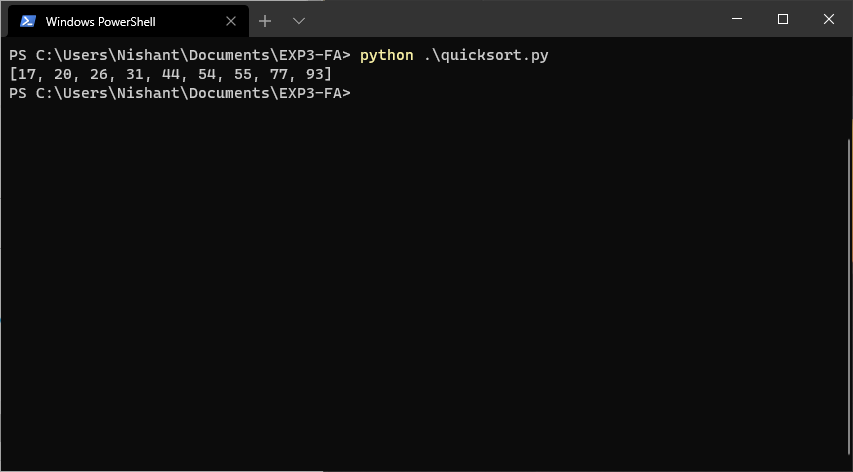 Windows PowerShell
PS C:\Users\Nishant\Documents\EXP3-FA> python .\quicksort.py
[17, 20, 26, 31, 44, 54, 55, 77, 93]
PS C:\Users\Nishant\Documents\EXP3-FA>